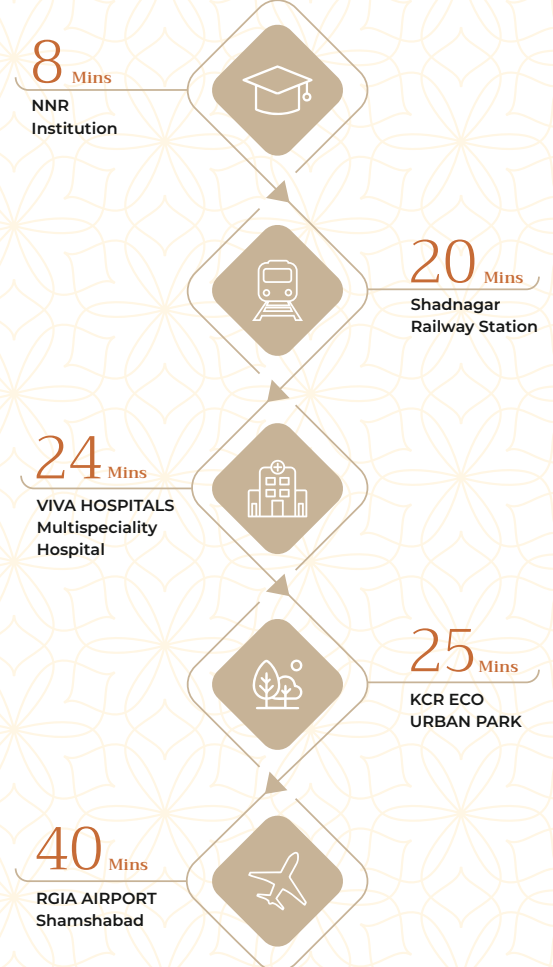 8 Mins
NNR
Institution
20 Mins
Shadnagar
Railway Station
24 Mins
VIVA HOSPITALS
Multispeciality
Hospital
25 Mins
KCR ECO
URBAN PARK
40 Mins
RGIA AIRPORT
Shamshabad